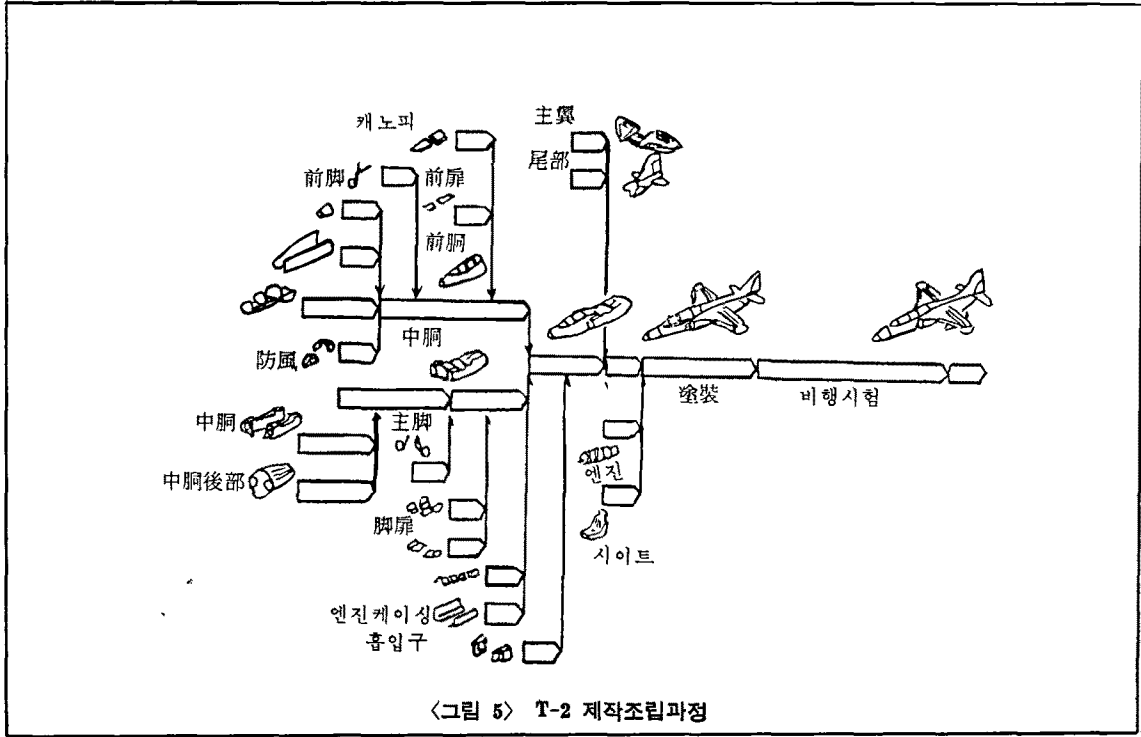 캐노피
主翼
尾部
前脚
前扉
前胴
中胴
防風
塗裝
비행시험
中胴
主脚
中胴後部
엔진
脚扉
시이트
엔진케이싱
흡입구
〈그림 5〉 T-2 제작조립과정